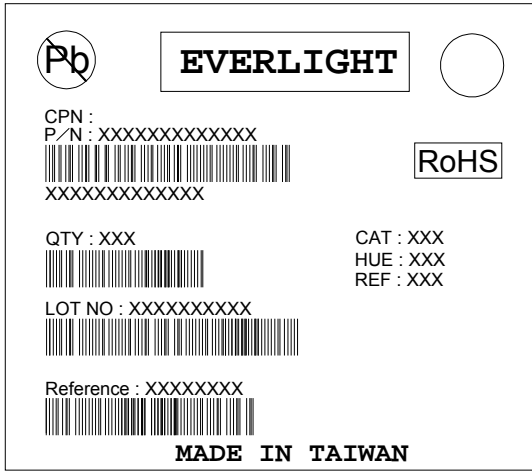 Pb
EVERLIGHT
CPN :
P/N : XXXXXXXXXXXXX
RoHS
XXXXXXXXXXXXX
QTY : XXX
CAT : XXX
HUE : XXX
REF : XXX
LOT NO : XXXXXXXXXX
Reference : XXXXXXXX
MADE IN TAIWAN